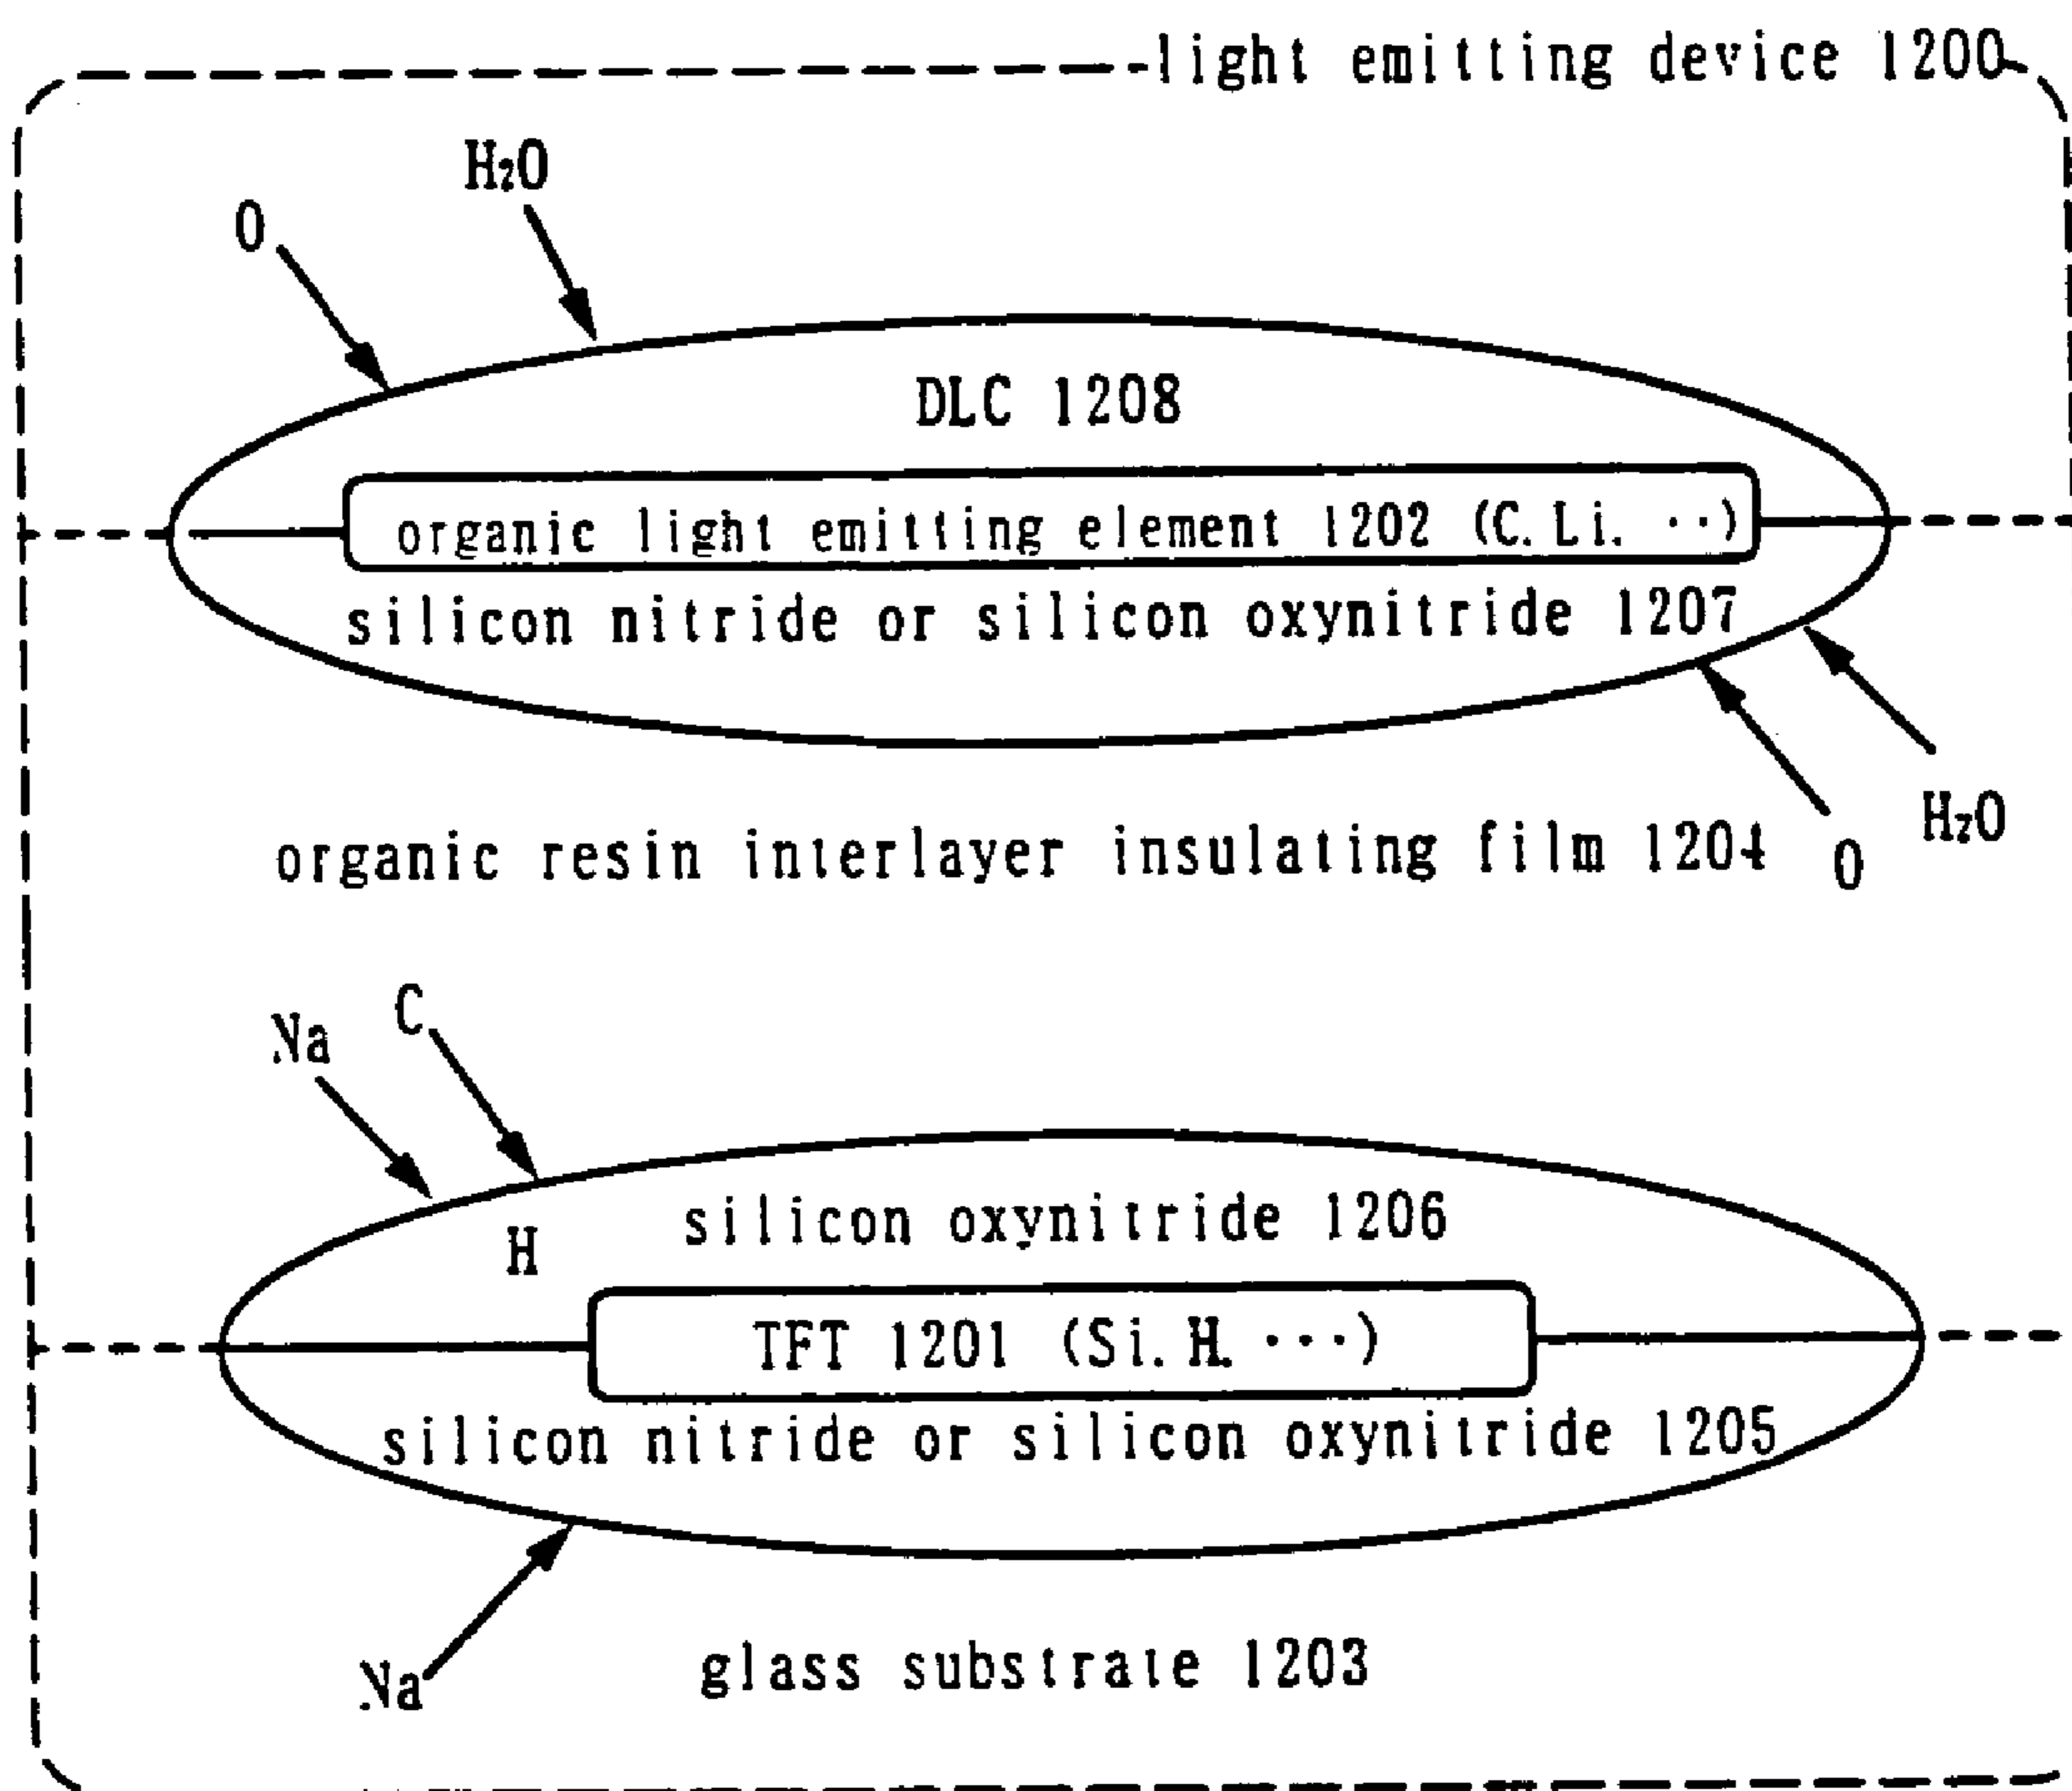 light emitting device 1200
H₂O
O
DLC 1208
organic light emitting element 1202 (C. Li. ··)
silicon nitride or silicon oxynitride 1207
H₂O
organic resin interlayer insulating film 1204
O
C
Na
silicon oxynitride 1206
H
TFT 1201 (Si. H. ···)
silicon nitride or silicon oxynitride 1205
glass substrate 1203
Na